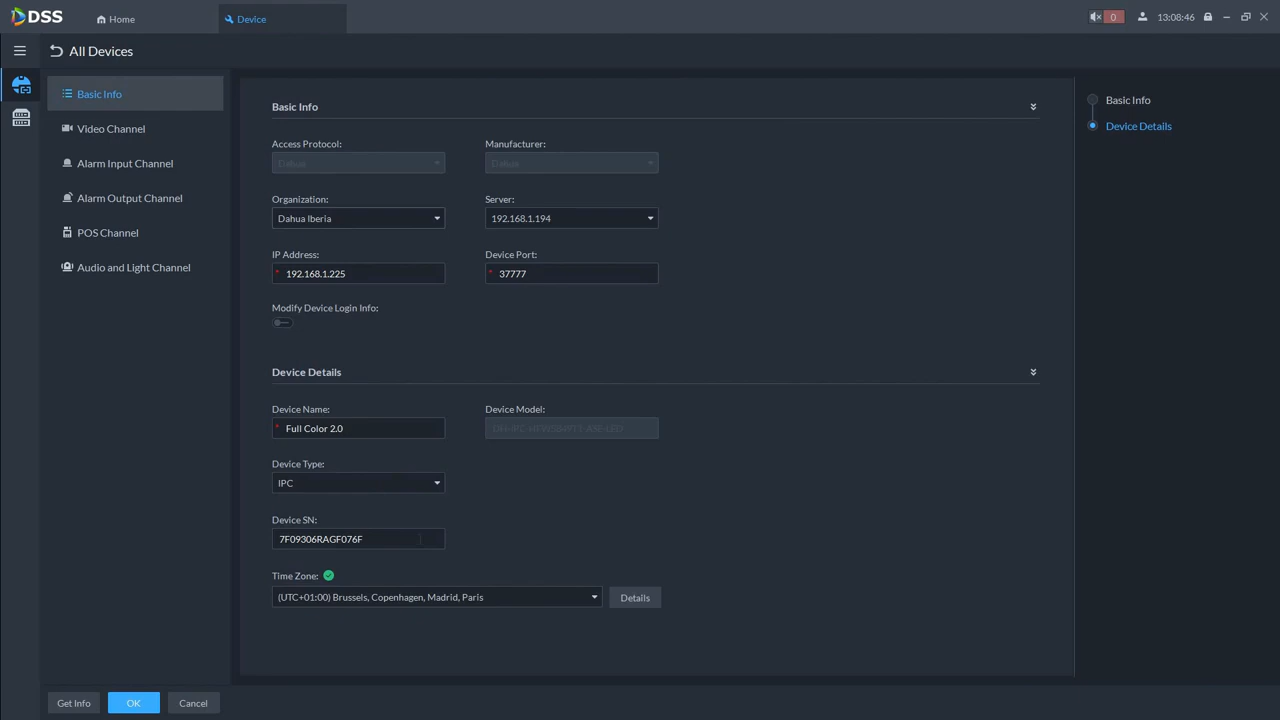 DSS
Home
Device
0
13:08:46
All Devices
Basic Info
Video Channel
Alarm Input Channel
Alarm Output Channel
POS Channel
Audio and Light Channel
Basic Info
Access Protocol:
Dahua
Manufacturer:
Dahua
Organization:
Dahua Iberia
Server:
192.168.1.194
IP Address:
* 192.168.1.225
Device Port:
* 37777
Modify Device Login Info:
Device Details
Device Name:
* Full Color 2.0
Device Model:
Device Type:
IPC
Device SN:
7F09306RAGF076F
Time Zone:
(UTC+01:00) Brussels, Copenhagen, Madrid, Paris
Details
Basic Info
Device Details
Get Info
OK
Cancel